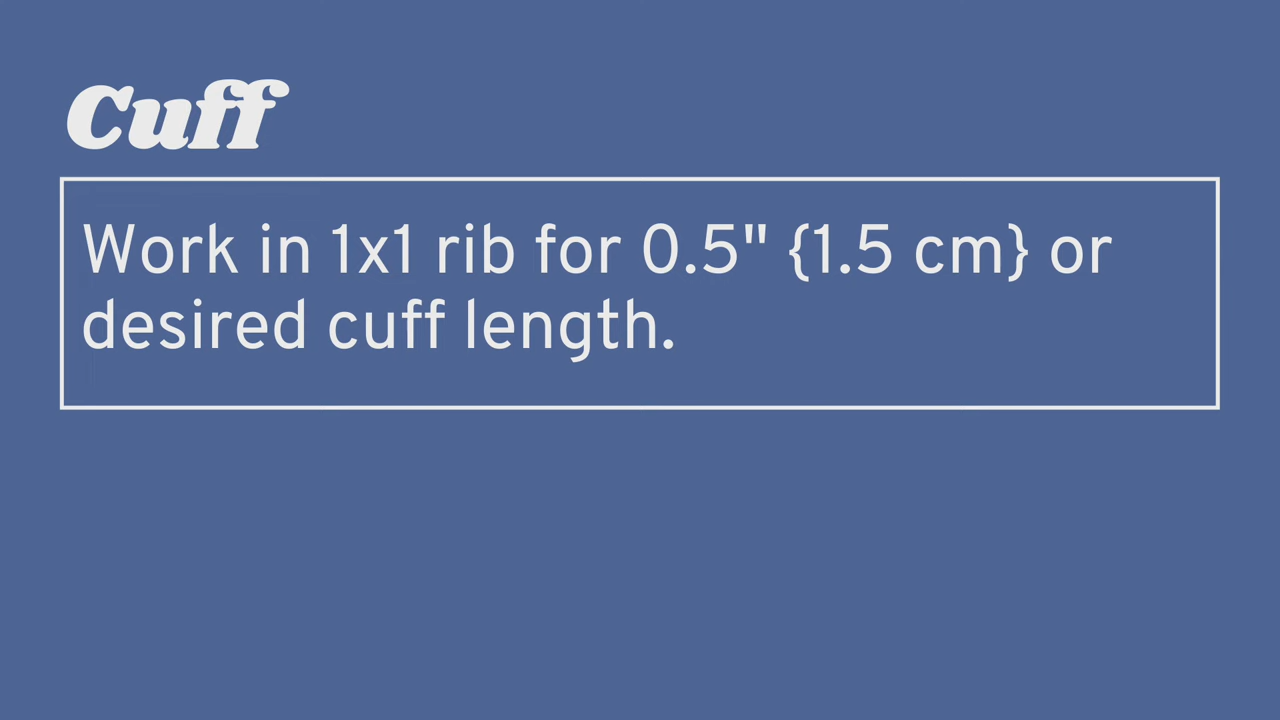 Cuff
Work in 1x1 rib for 0.5" {1.5 cm} or
desired cuff length.